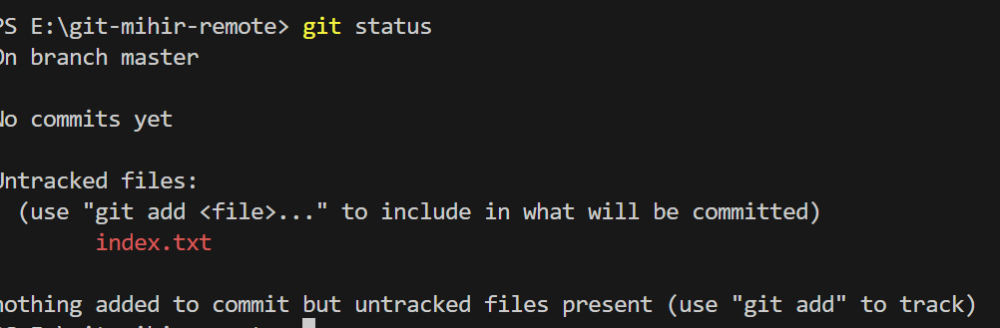 PS E:\git-mihir-remote> git status
On branch master
No commits yet
Untracked files:
(use "git add <file>..." to include in what will be committed)
index.txt
nothing added to commit but untracked files present (use "git add" to track)